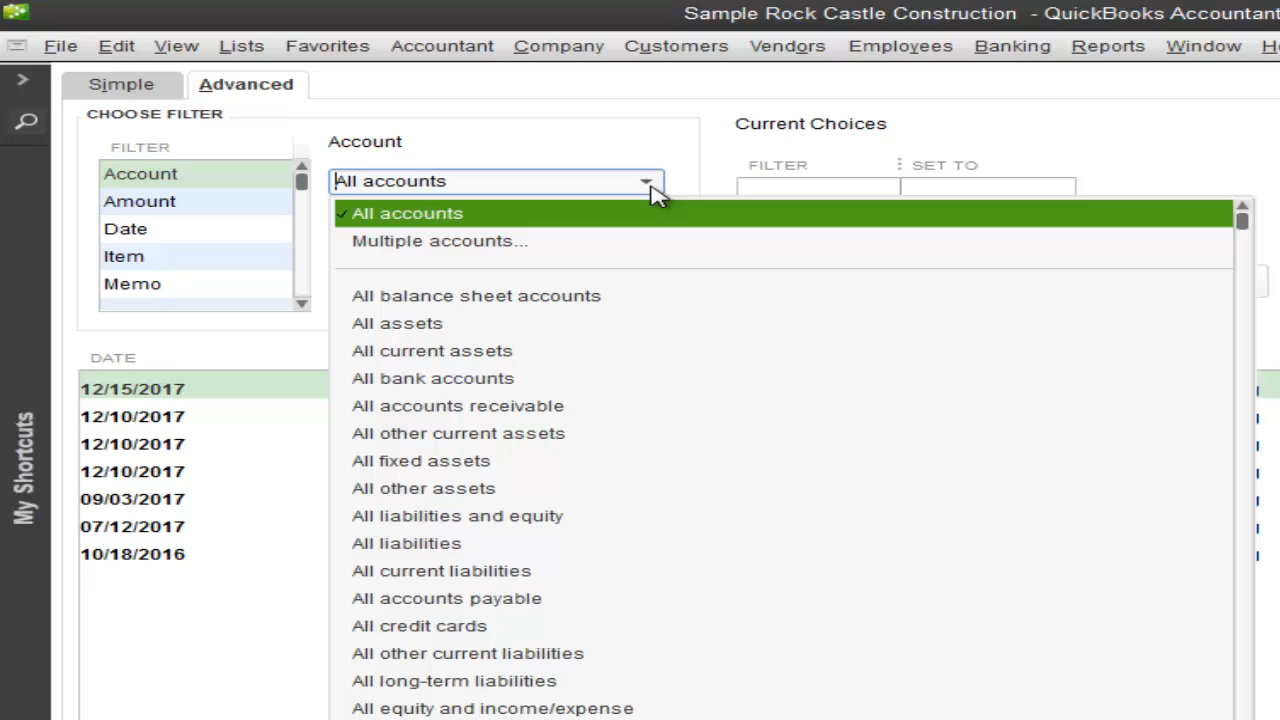 Sample Rock Castle Construction - QuickBooks Accountant
File Edit View Lists Favorites Accountant Company Customers Vendors Employees Banking Reports Window
Simple
Advanced
CHOOSE FILTER
FILTER
Account
Amount
Date
Item
Memo
Account
All accounts
Current Choices
FILTER
SET TO
All accounts
Multiple accounts...
All balance sheet accounts
All assets
All current assets
All bank accounts
All accounts receivable
All other current assets
All fixed assets
All other assets
All liabilities and equity
All liabilities
All current liabilities
All accounts payable
All credit cards
All other current liabilities
All long-term liabilities
All equity and income/expense
DATE
12/15/2017
12/10/2017
12/10/2017
12/10/2017
09/03/2017
07/12/2017
10/18/2016
My Shortcuts